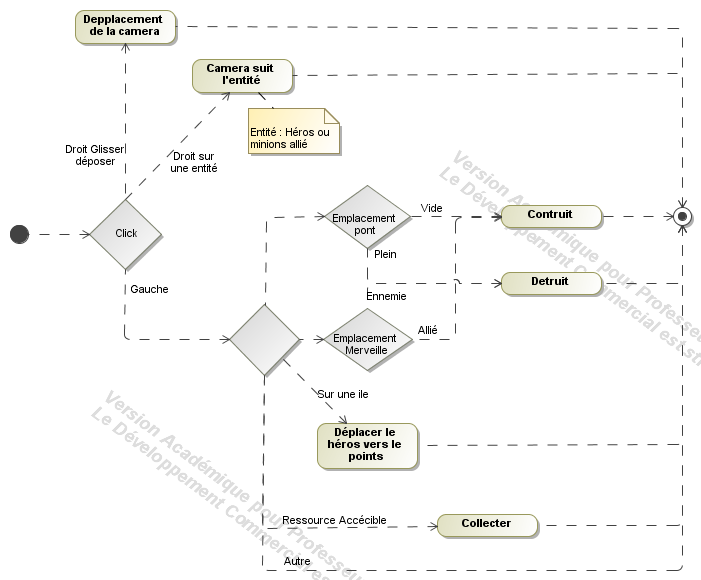 Depplacement
de la camera
Camera suit
l'entité
Entité : Héros ou
minions allié
Droit Glisser
déposer
Droit sur
une entité
Click
Gauche
Emplacement
pont
Vide
Plein
Contruit
Detruit
Ennemie
Emplacement
Merveille
Allié
Sur une ile
Déplacer le
héros vers le
points
Ressource Accécible
Collecter
Autre
Version Académique pour Professeur
Le Développement Commercial est str
Version Académique pour Professeur
Le Développement Commercial est